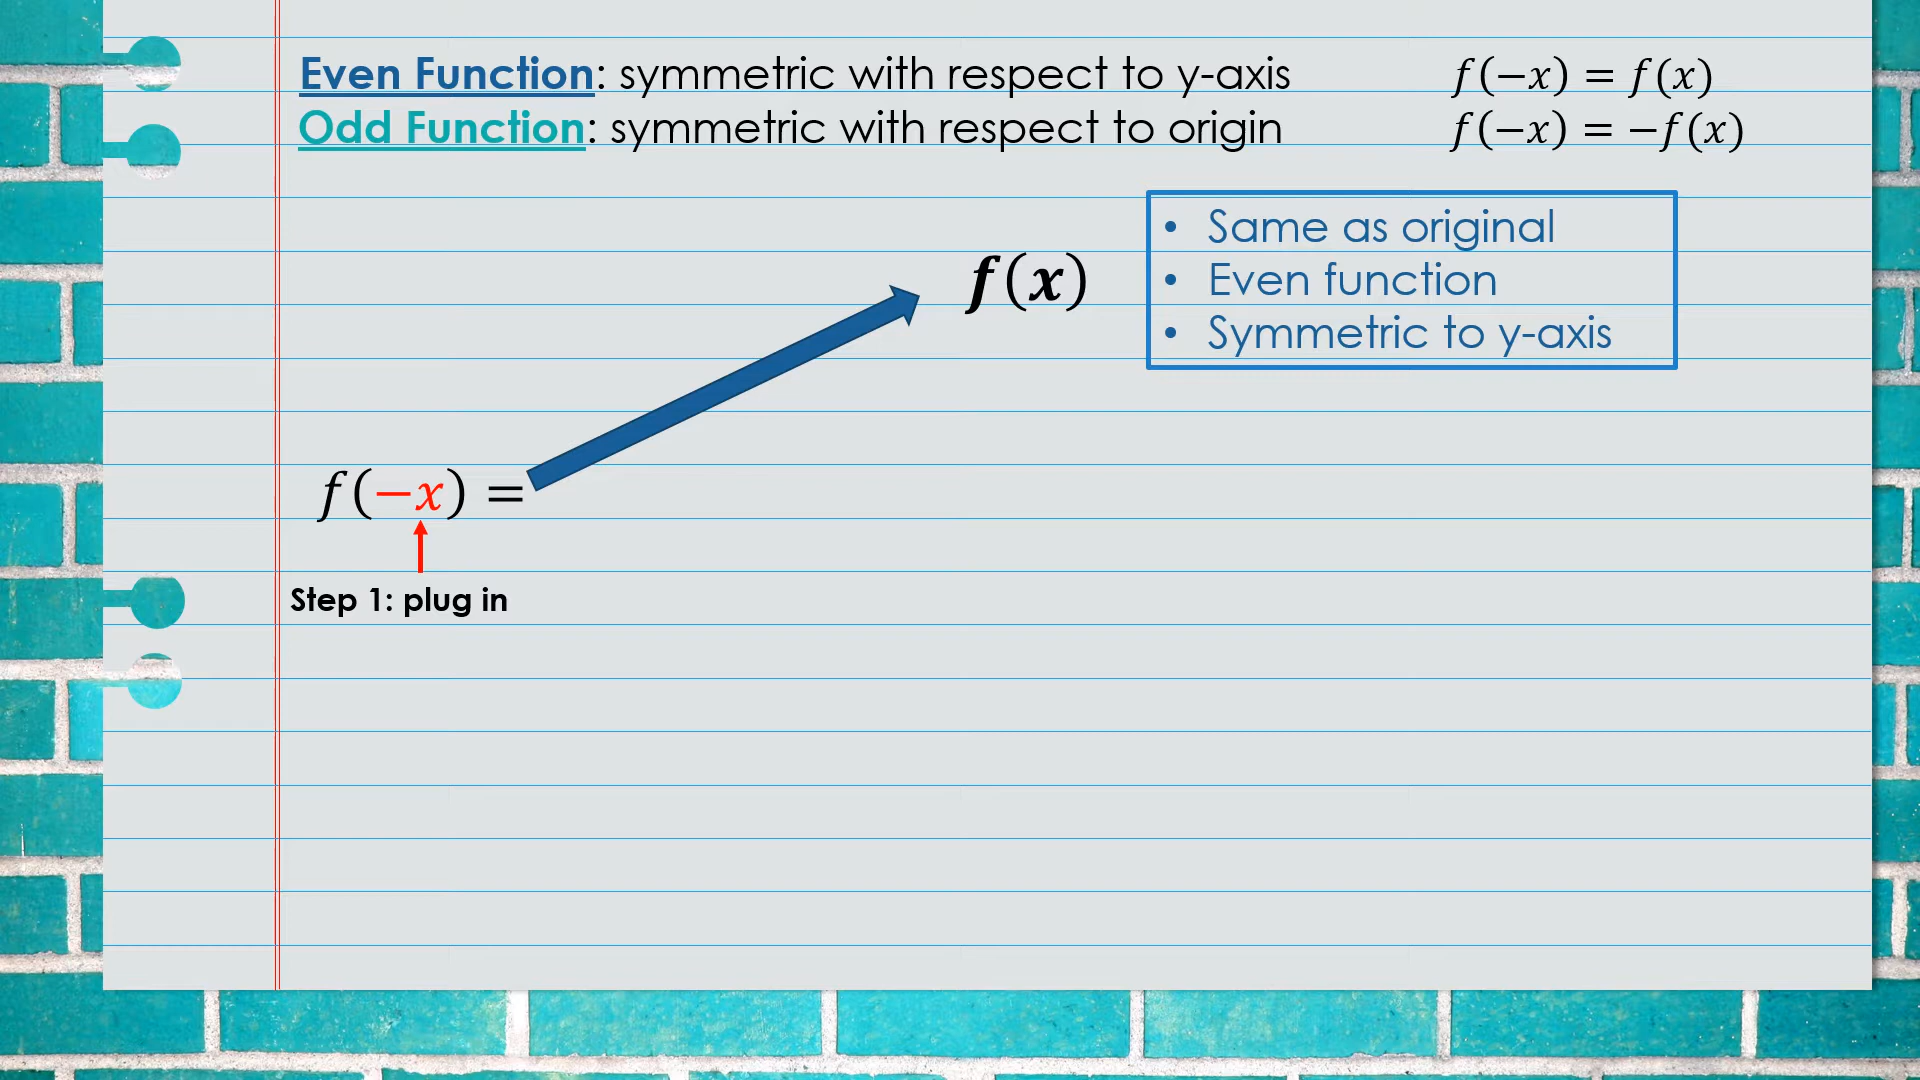 Even Function: symmetric with respect to y-axis f(−x) = f(x)
Odd Function: symmetric with respect to origin f(−x) = −f(x)
• Same as original
f(x)
• Even function
• Symmetric to y-axis
f(−x) =
Step 1: plug in